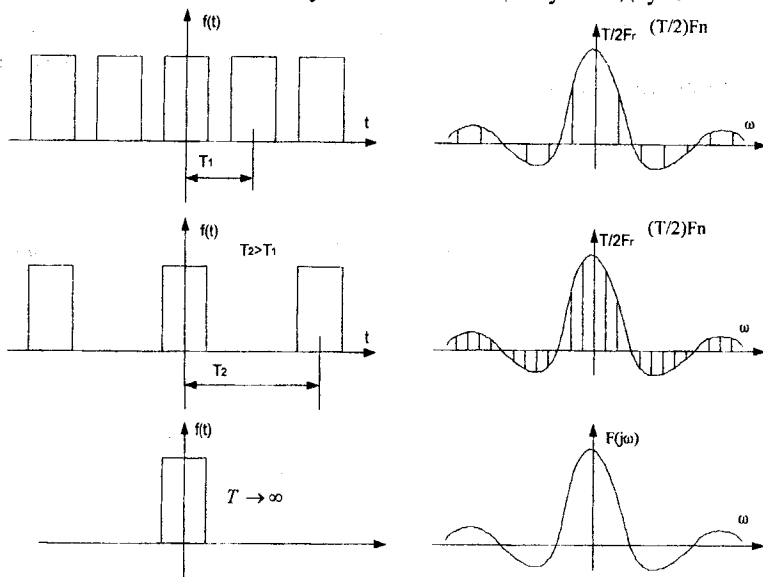 f(t)
T/2Fr (T/2)Fn
t
ω
T1
f(t)
T2>T1
T/2Fr (T/2)Fn
t
ω
T2
f(t)
F(jω)
T → ∞
ω